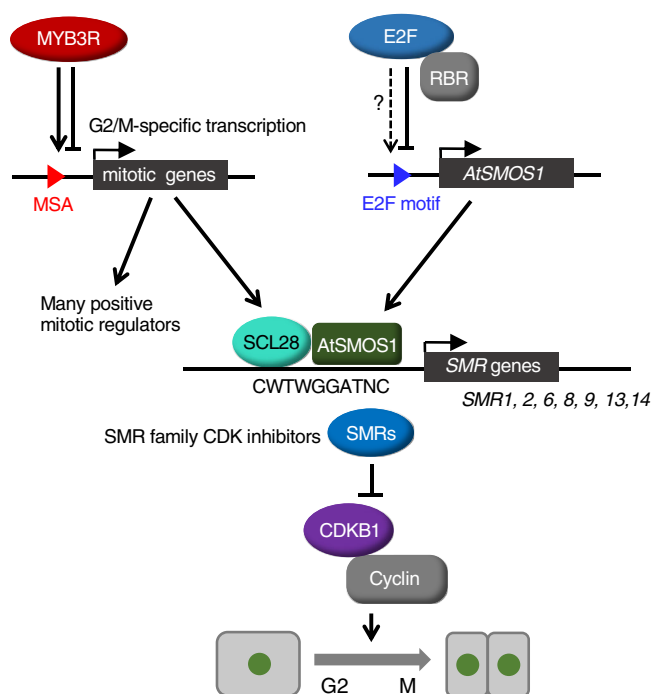 MYB3R
E2F
RBR
?
G2/M-specific transcription
mitotic genes
AtSMOS1
MSA
E2F motif
Many positive
mitotic regulators
SCL28
AtSMOS1
SMR genes
CWTWGGATNC
SMR1, 2, 6, 8, 9, 13,14
SMR family CDK inhibitors
SMRs
CDKB1
Cyclin
G2
M